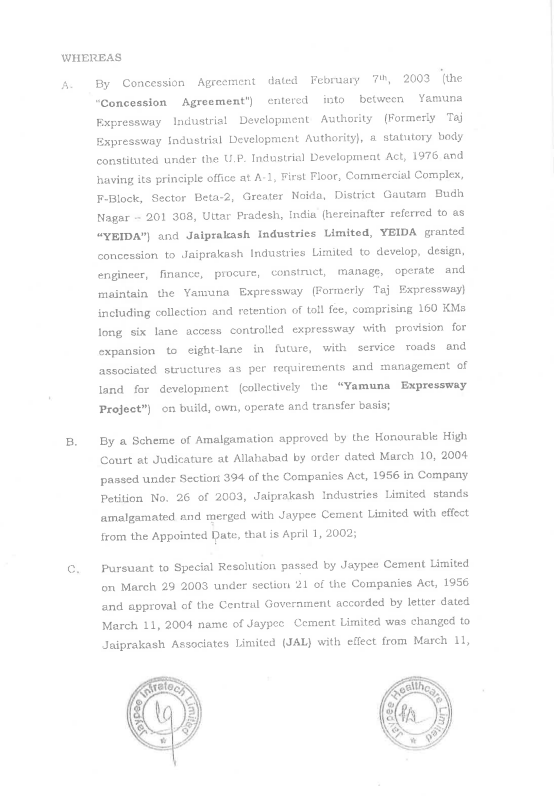 WHEREAS
A. By Concession Agreement dated February 7th, 2003 (the
"Concession Agreement") entered into between Yamuna
Expressway Industrial Development Authority (Formerly Taj
Expressway Industrial Development Authority), a statutory body
constituted under the U.P. Industrial Development Act, 1976 and
having its principle office at A-1, First Floor, Commercial Complex,
F-Block, Sector Beta-2, Greater Noida, District Gautam Budh
Nagar – 201 308, Uttar Pradesh, India (hereinafter referred to as
"YEIDA") and Jaiprakash Industries Limited, YEIDA granted
concession to Jaiprakash Industries Limited to develop, design,
engineer, finance, procure, construct, manage, operate and
maintain the Yamuna Expressway (Formerly Taj Expressway)
including collection and retention of toll fee, comprising 160 KMs
long six lane access controlled expressway with provision for
expansion to eight-lane in future, with service roads and
associated structures as per requirements and management of
land for development (collectively the "Yamuna Expressway
Project") on build, own, operate and transfer basis;
B. By a Scheme of Amalgamation approved by the Honourable High
Court at Judicature at Allahabad by order dated March 10, 2004
passed under Section 394 of the Companies Act, 1956 in Company
Petition No. 26 of 2003, Jaiprakash Industries Limited stands
amalgamated and merged with Jaypee Cement Limited with effect
from the Appointed Date, that is April 1, 2002;
C. Pursuant to Special Resolution passed by Jaypee Cement Limited
on March 29 2003 under section 21 of the Companies Act, 1956
and approval of the Central Government accorded by letter dated
March 11, 2004 name of Jaypee Cement Limited was changed to
Jaiprakash Associates Limited (JAL) with effect from March 11,
Jaypee Infratech Limited
Jaypee Healthcare Limited